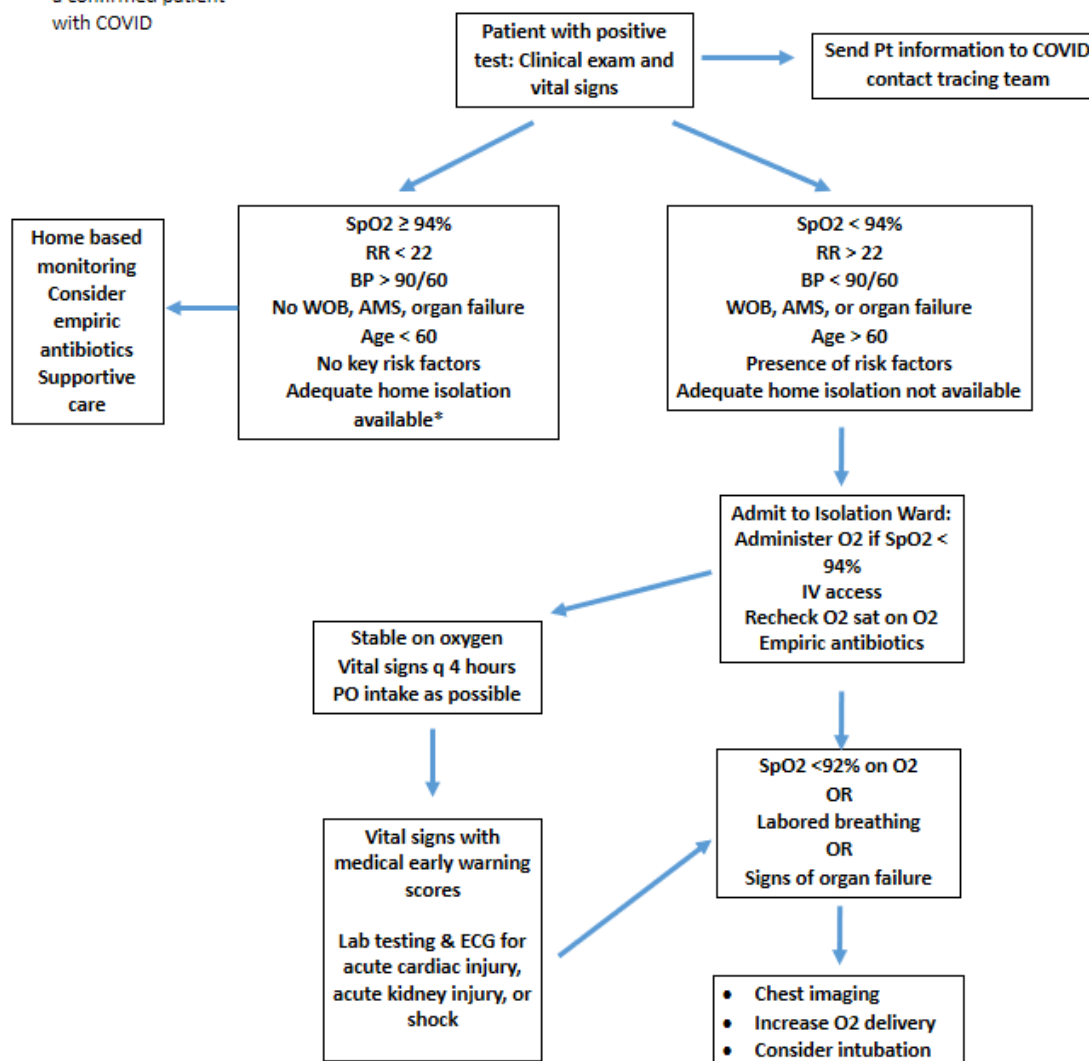 with COVID
Patient with positive
test: Clinical exam and
vital signs
Send Pt information to COVID
contact tracing team
Home based
monitoring
Consider
empiric
antibiotics
Supportive
care
SpO2 ≥ 94%
RR < 22
BP > 90/60
No WOB, AMS, organ failure
Age < 60
No key risk factors
Adequate home isolation
available*
SpO2 < 94%
RR > 22
BP < 90/60
WOB, AMS, or organ failure
Age > 60
Presence of risk factors
Adequate home isolation not available
Admit to Isolation Ward:
Administer O2 if SpO2 <
94%
IV access
Recheck O2 sat on O2
Empiric antibiotics
Stable on oxygen
Vital signs q 4 hours
PO intake as possible
SpO2 <92% on O2
OR
Labored breathing
OR
Signs of organ failure
Vital signs with
medical early warning
scores
Lab testing & ECG for
acute cardiac injury,
acute kidney injury, or
shock
• Chest imaging
• Increase O2 delivery
• Consider intubation